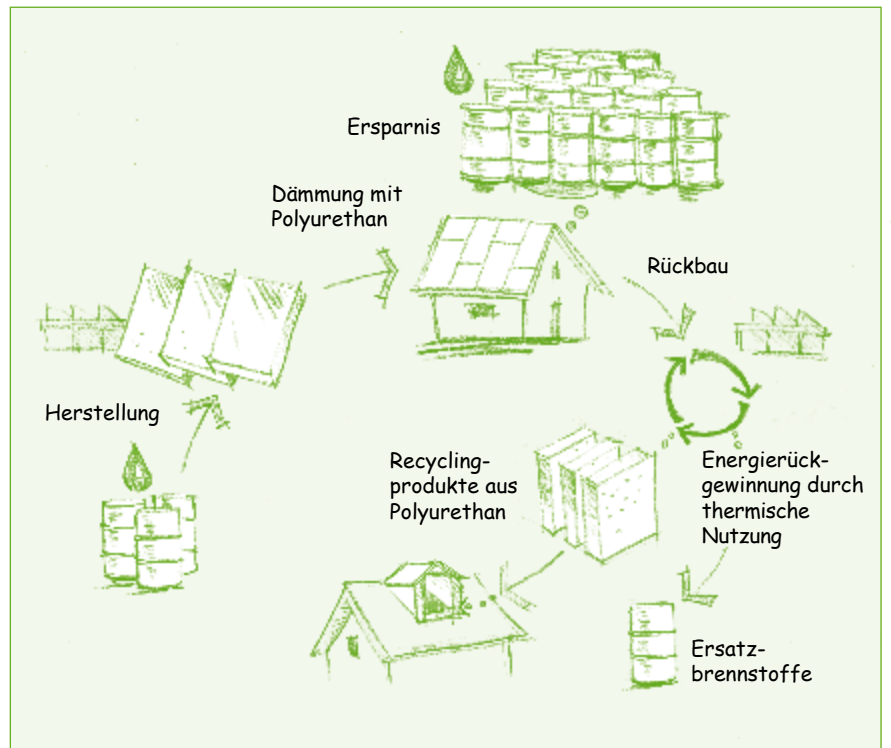 Ersparnis
Dämmung mit
Polyurethan
Rückbau
Herstellung
Recycling-
produkte aus
Polyurethan
Energierück-
gewinnung durch
thermische
Nutzung
Ersatz-
brennstoffe